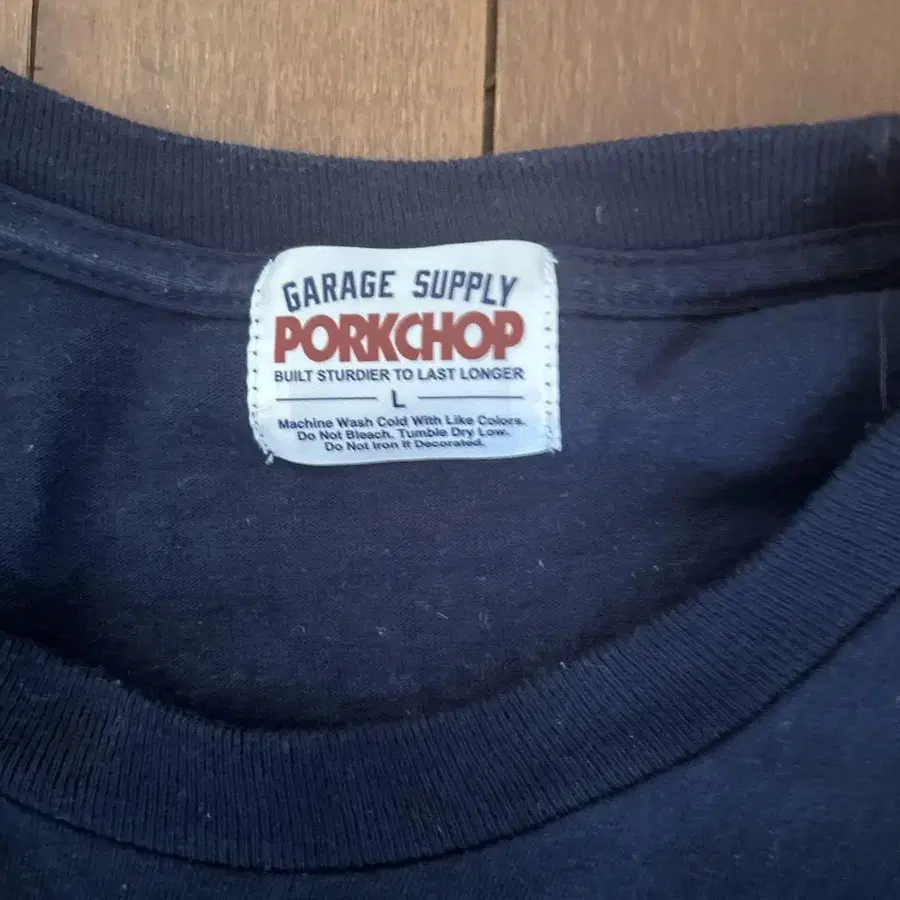 GARAGE SUPPLY
PORKCHOP
BUILT STURDIER TO LAST LONGER
L
Machine Wash Cold With Like Colors.
Do Not Bleach. Tumble Dry Low.
Do Not Iron If Decorated.